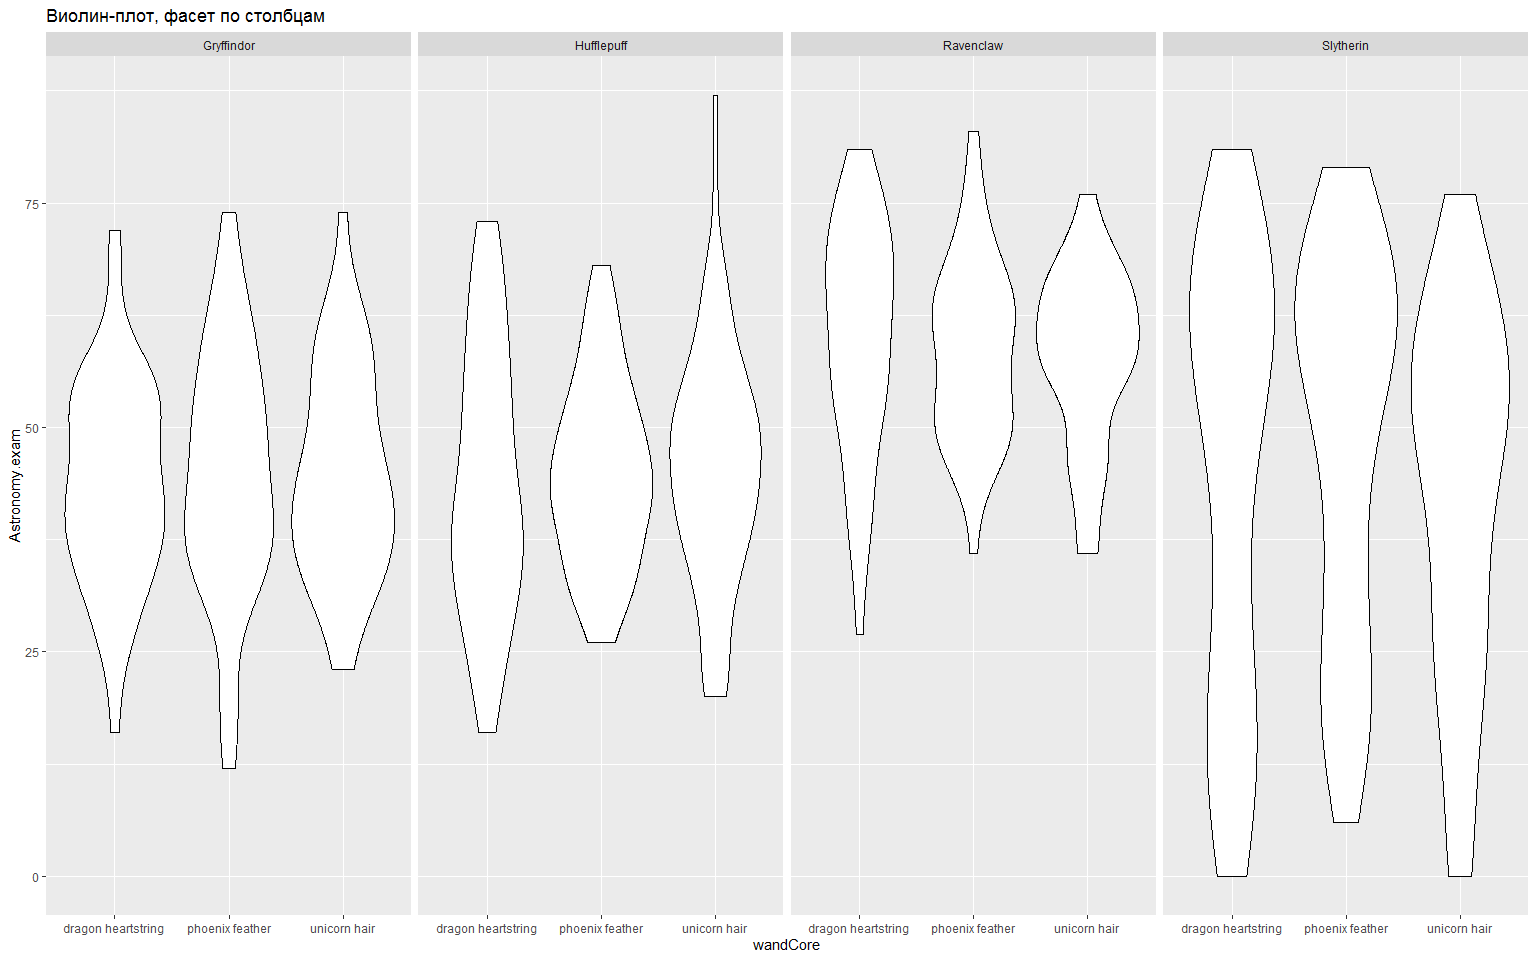 Виолин-плот, фасет по столбцам
Gryffindor Hufflepuff Ravenclaw Slytherin
75
50
25
0
Astronomy.exam
dragon heartstring phoenix feather unicorn hair dragon heartstring phoenix feather unicorn hair dragon heartstring phoenix feather unicorn hair dragon heartstring phoenix feather unicorn hair
wandCore